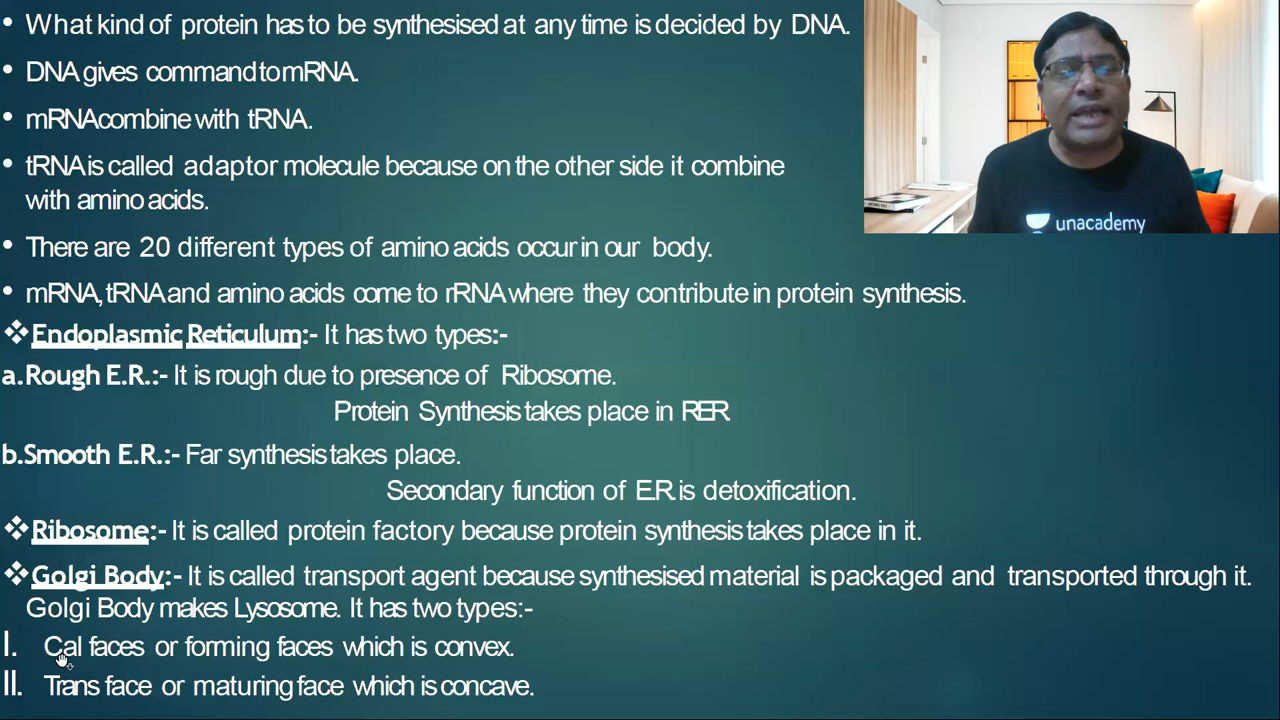 • What kind of protein has to be synthesised at any time is decided by DNA.
• DNA gives command to mRNA.
• mRNA combine with tRNA.
• tRNA is called adaptor molecule because on the other side it combine
with amino acids.
• There are 20 different types of amino acids occur in our body.
• mRNA, tRNA and amino acids come to rRNA where they contribute in protein synthesis.
❖ Endoplasmic Reticulum:- It has two types:-
a. Rough E.R.:- It is rough due to presence of Ribosome.
Protein Synthesis takes place in RER.
b. Smooth E.R.:- Far synthesis takes place.
Secondary function of E.R. is detoxification.
❖ Ribosome:- It is called protein factory because protein synthesis takes place in it.
❖ Golgi Body:- It is called transport agent because synthesised material is packaged and transported through it.
Golgi Body makes Lysosome. It has two types:-
I. Cal faces or forming faces which is convex.
II. Trans face or maturing face which is concave.
unacademy